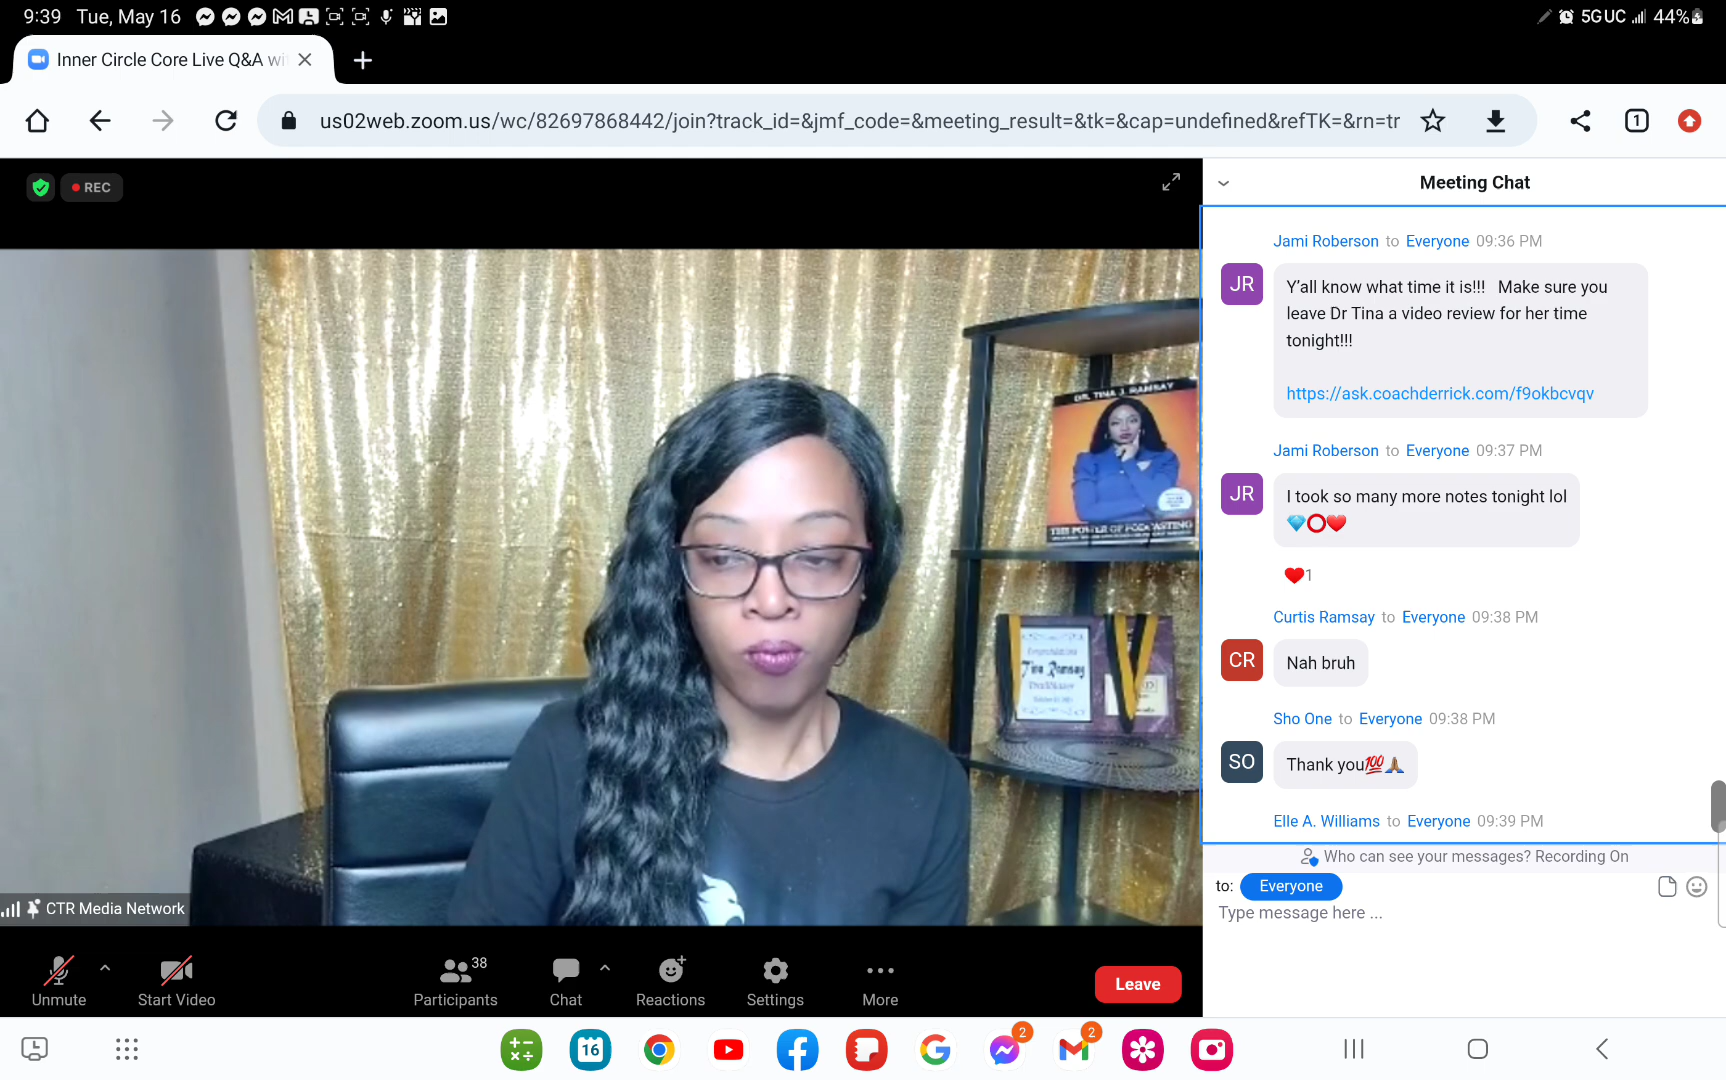 9:39 Tue, May 16
5GUC 44%
Inner Circle Core Live Q&A wi
us02web.zoom.us/wc/82697868442/join?track_id=&jmf_code=&meeting_result=&tk=&cap=undefined&refTK=&rn=tr
1
REC
DR. TINA J. RAMSAY
THE POWER OF PODCASTING
Congratulations
Tina Ramsay
CTR Media Network
Meeting Chat
Jami Roberson to Everyone 09:36 PM
JR
Y'all know what time it is!!! Make sure you
leave Dr Tina a video review for her time
tonight!!!
https://ask.coachderrick.com/f9okbcvqv
Jami Roberson to Everyone 09:37 PM
JR
I took so many more notes tonight lol
💎⭕❤️
❤️1
Curtis Ramsay to Everyone 09:38 PM
CR
Nah bruh
Sho One to Everyone 09:38 PM
SO
Thank you💯🙏🏽
Elle A. Williams to Everyone 09:39 PM
Who can see your messages? Recording On
to: Everyone
Type message here ...
Unmute
Start Video
38
Participants
Chat
Reactions
Settings
More
Leave
16
2
2